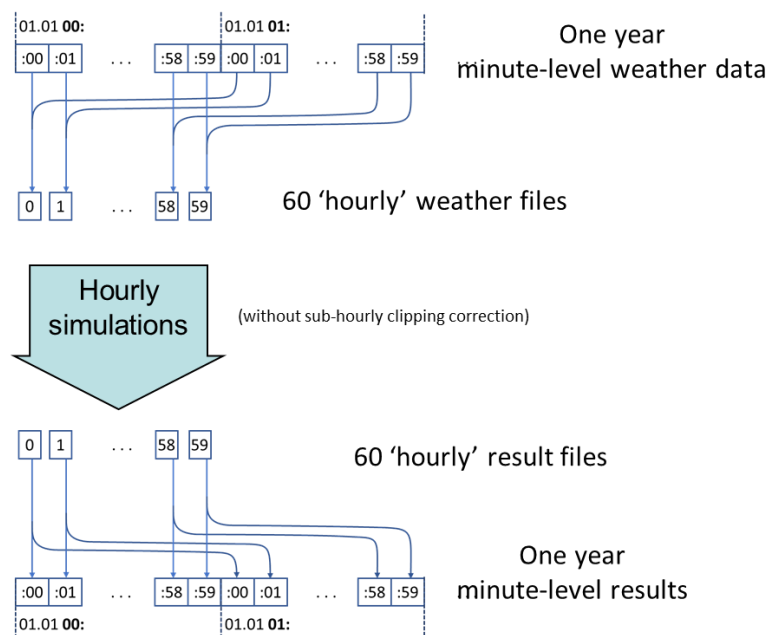 01.01 00:
01.01 01:
:00 :01 ... :58 :59 :00 :01 ... :58 :59
One year
minute-level weather data
0 1 ... 58 59
60 ‘hourly’ weather files
Hourly
simulations
(without sub-hourly clipping correction)
0 1 ... 58 59
60 ‘hourly’ result files
One year
minute-level results
:00 :01 ... :58 :59 :00 :01 ... :58 :59
01.01 00:
01.01 01: